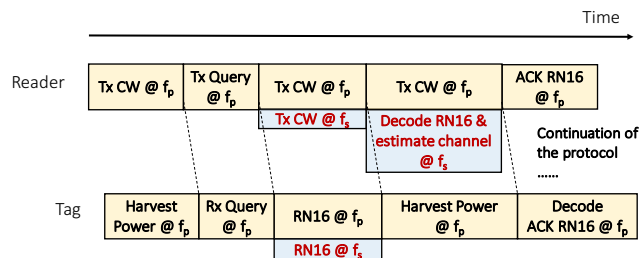 Time
Reader
Tx CW @ fp
Tx Query
@ fp
Tx CW @ fp
Tx CW @ fp
ACK RN16
@ fp
Tx CW @ fs
Decode RN16 &
estimate channel
@ fs
Continuation of
the protocol
......
Tag
Harvest
Power @ fp
Rx Query
@ fp
RN16 @ fp
Harvest Power
@ fp
Decode
ACK RN16 @ fp
RN16 @ fs